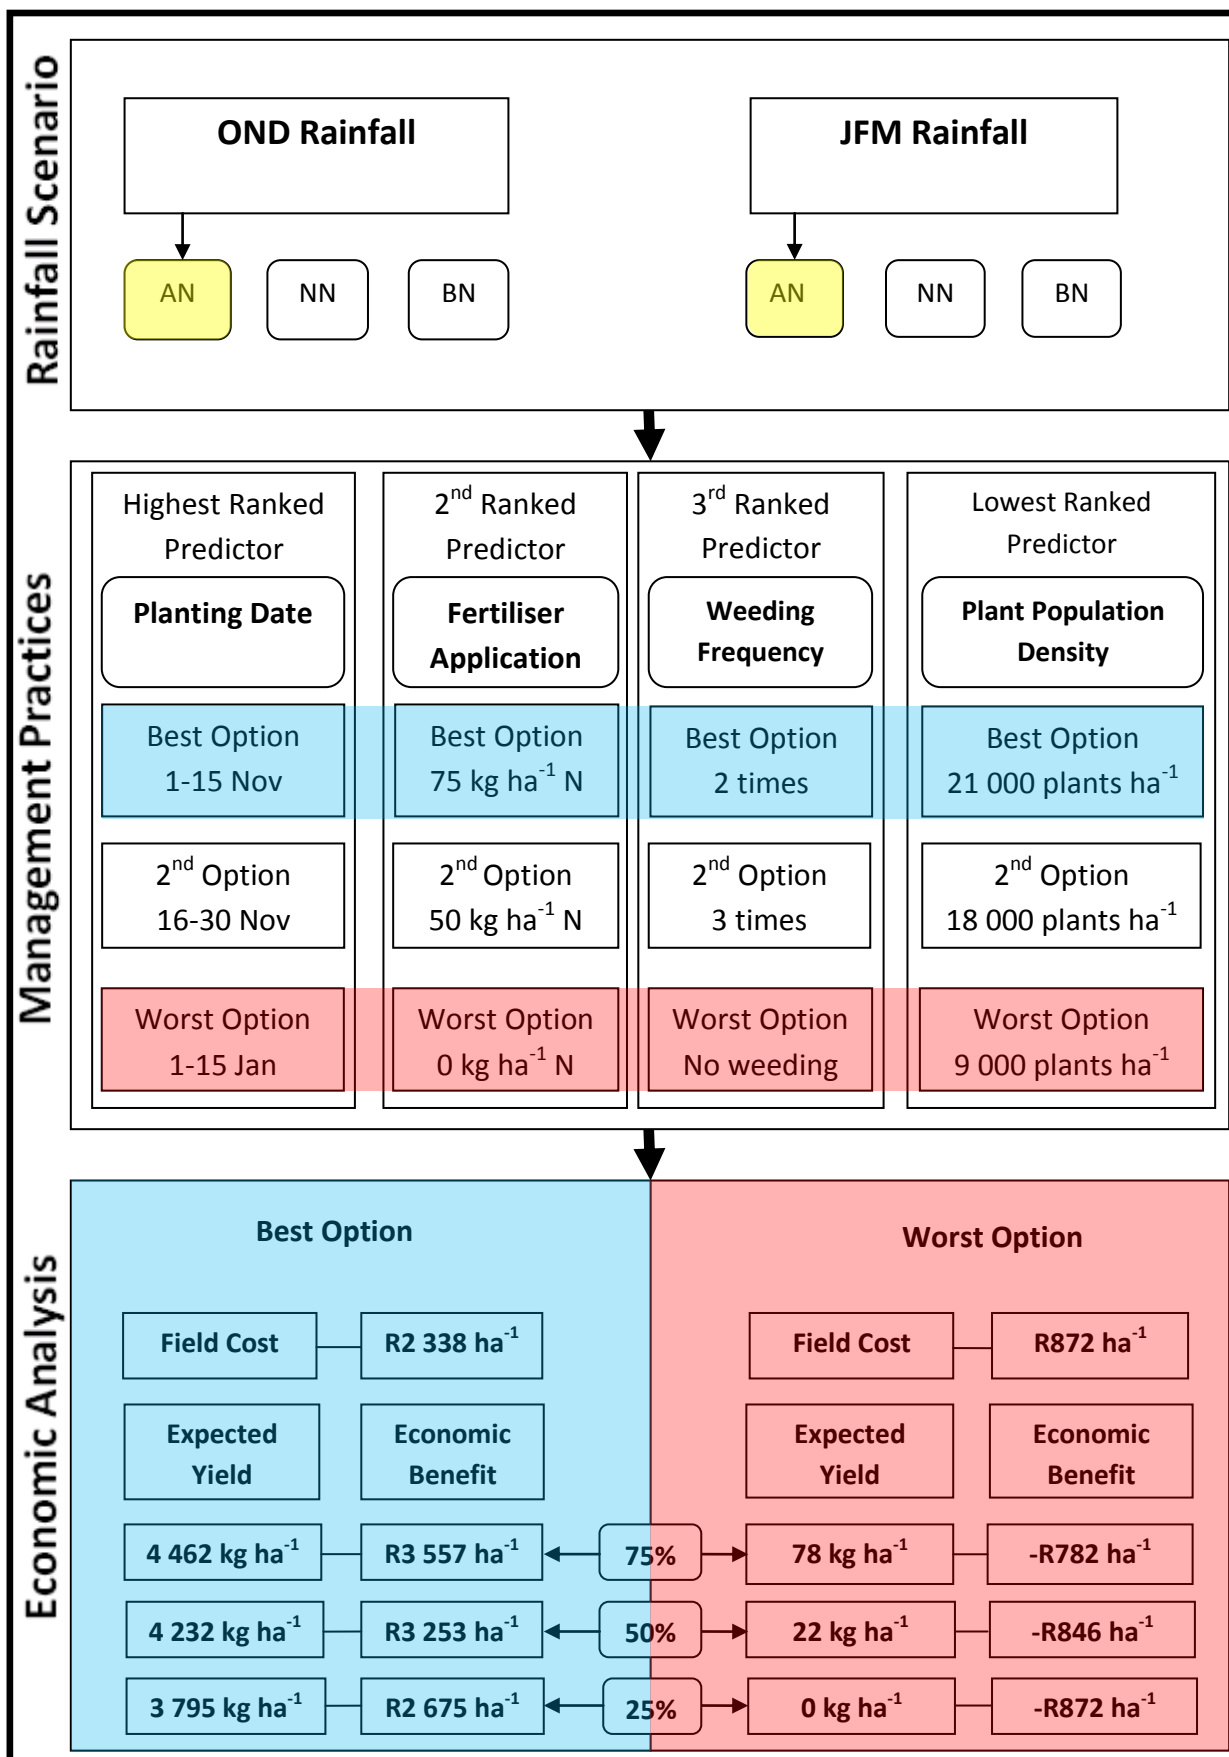 Rainfall Scenario
OND Rainfall
JFM Rainfall
AN
NN
BN
AN
NN
BN
Management Practices
Highest Ranked
Predictor
Planting Date
Best Option
1-15 Nov
2nd Option
16-30 Nov
Worst Option
1-15 Jan
2nd Ranked
Predictor
Fertiliser
Application
Best Option
75 kg ha-1 N
2nd Option
50 kg ha-1 N
Worst Option
0 kg ha-1 N
3rd Ranked
Predictor
Weeding
Frequency
Best Option
2 times
2nd Option
3 times
Worst Option
No weeding
Lowest Ranked
Predictor
Plant Population
Density
Best Option
21 000 plants ha-1
2nd Option
18 000 plants ha-1
Worst Option
9 000 plants ha-1
Economic Analysis
Best Option
Field Cost
R2 338 ha-1
Expected
Yield
Economic
Benefit
4 462 kg ha-1
R3 557 ha-1
4 232 kg ha-1
R3 253 ha-1
3 795 kg ha-1
R2 675 ha-1
75%
50%
25%
Worst Option
Field Cost
R872 ha-1
Expected
Yield
Economic
Benefit
78 kg ha-1
-R782 ha-1
22 kg ha-1
-R846 ha-1
0 kg ha-1
-R872 ha-1